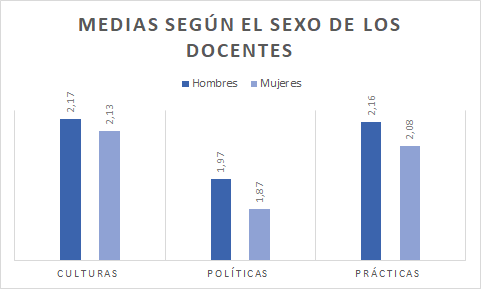 MEDIAS SEGÚN EL SEXO DE LOS
DOCENTES
Hombres Mujeres
2,17 2,13 1,97 1,87 2,16 2,08
CULTURAS POLÍTICAS PRÁCTICAS